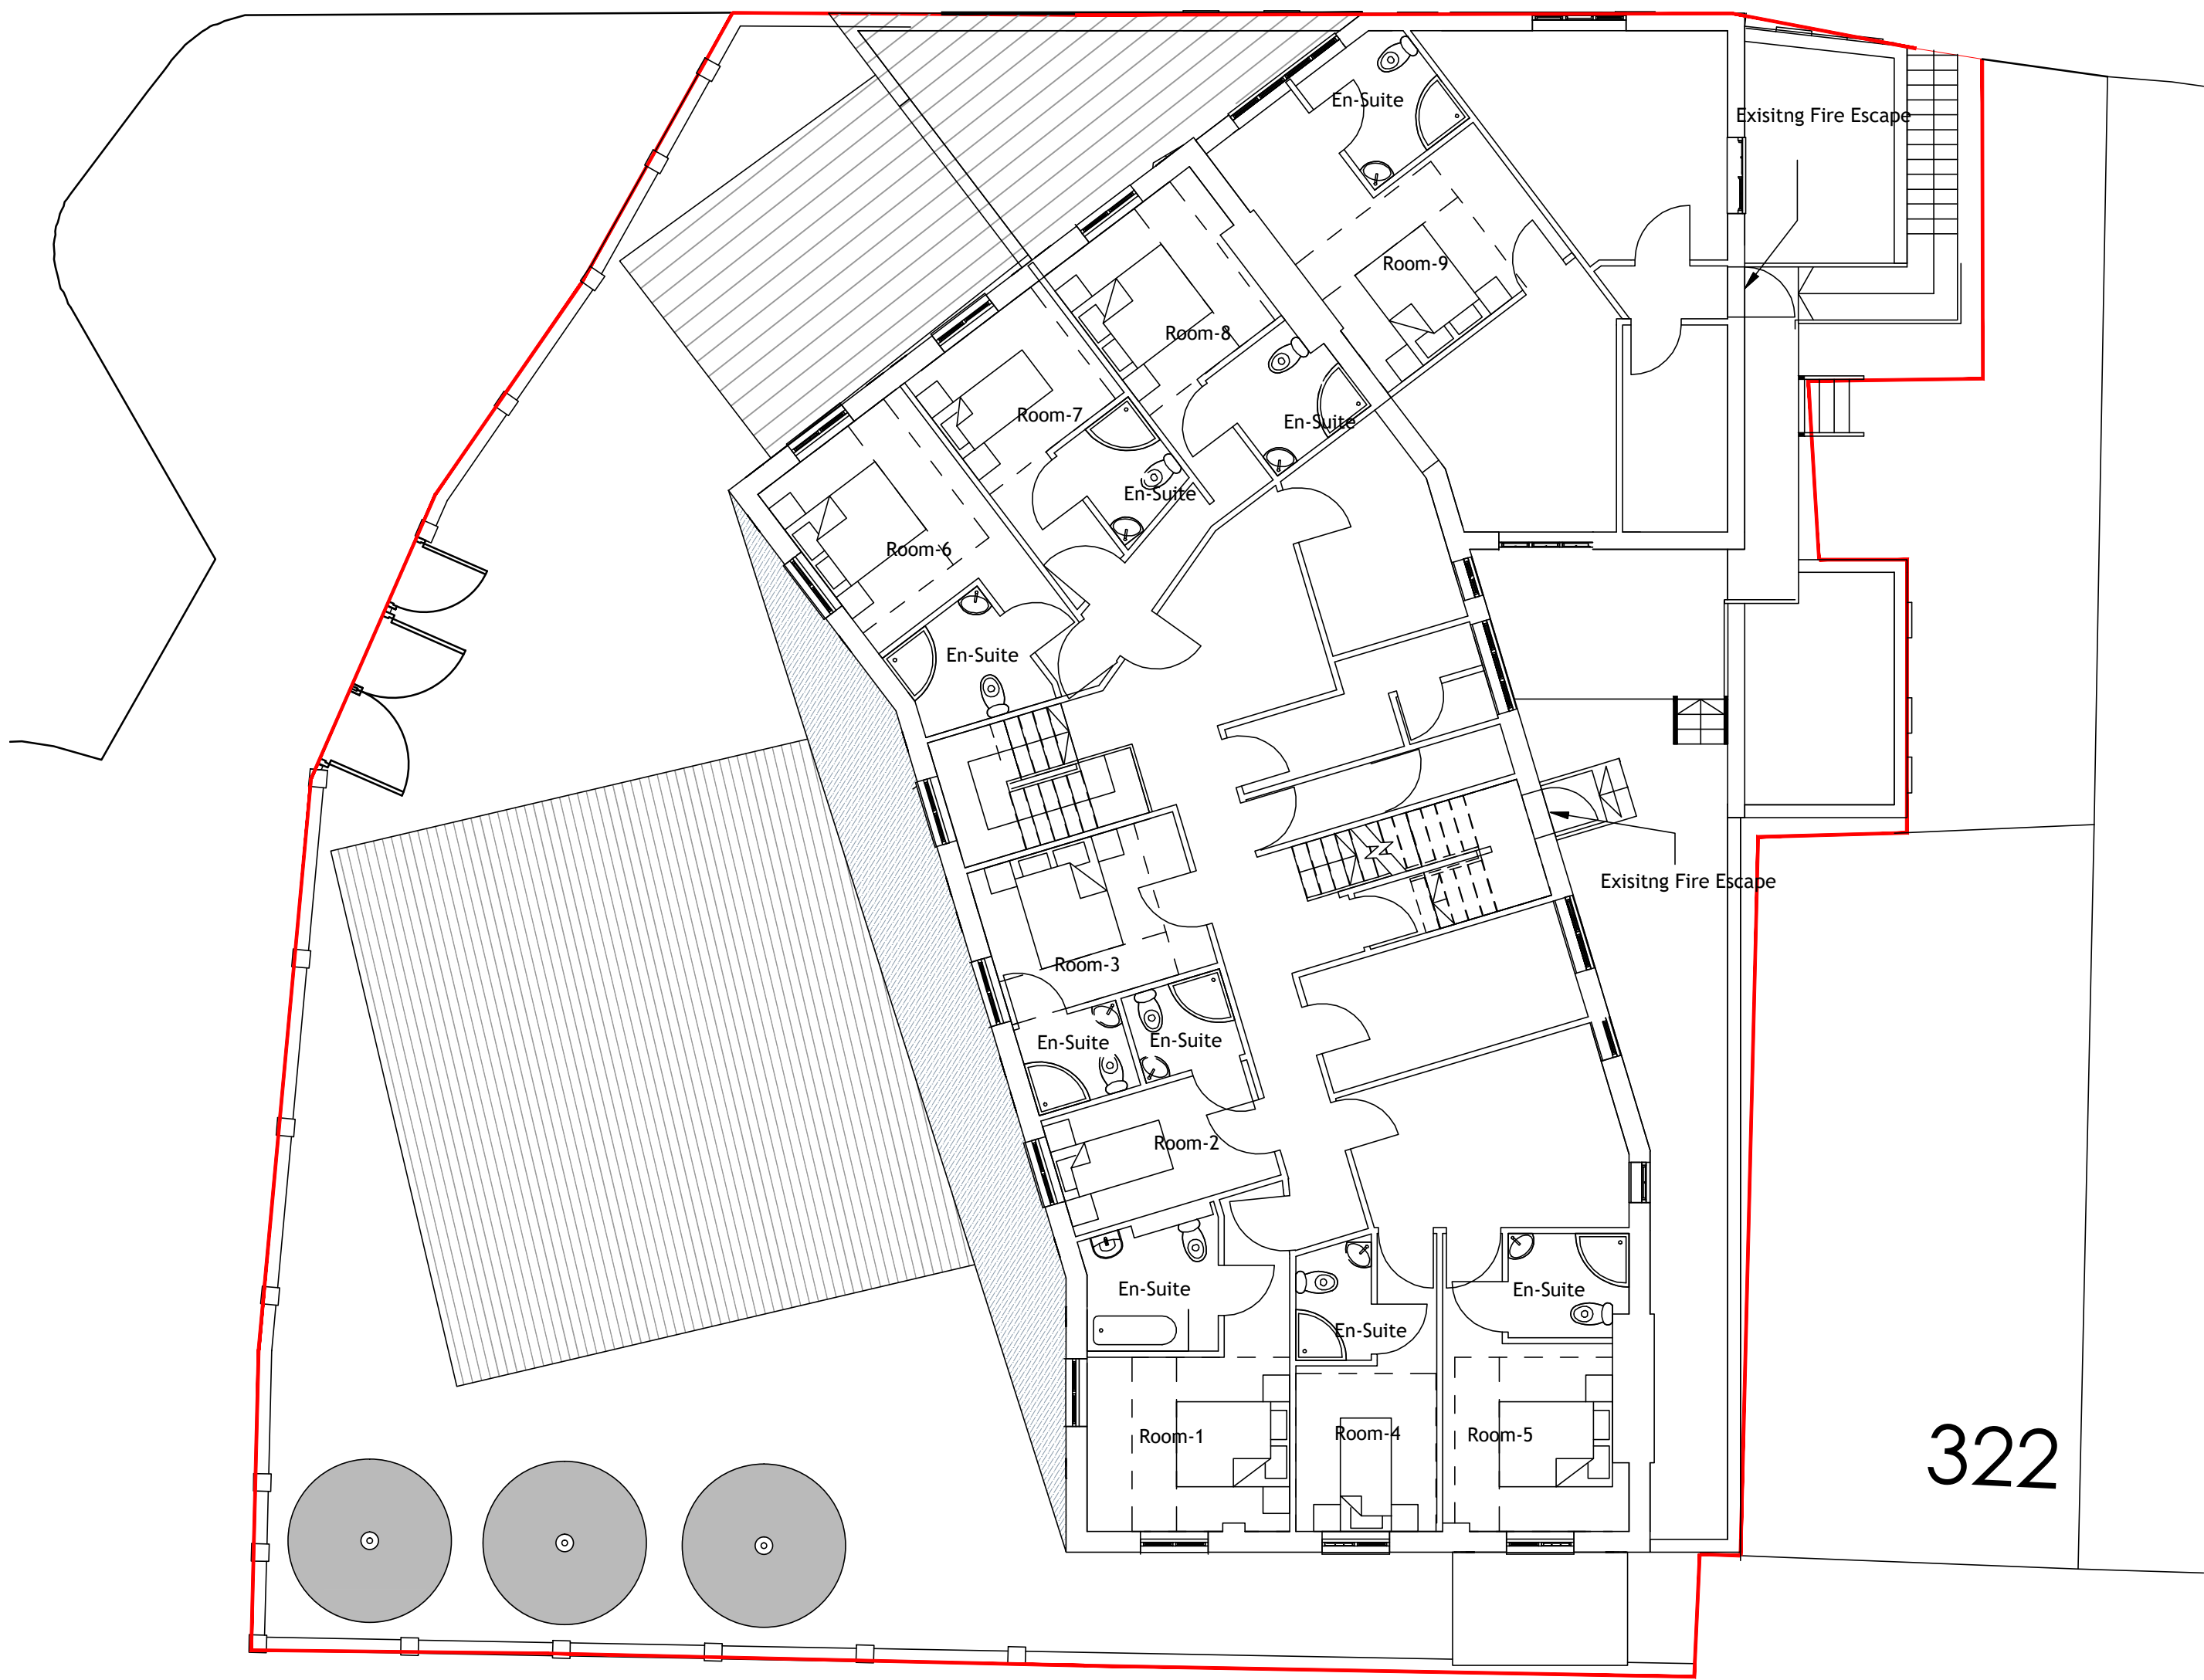 En-Suite
Exisitng Fire Escape
Room-9
Room-8
Room-7
En-Suite
En-Suite
Room-6
En-Suite
Exisitng Fire Escape
Room-3
En-Suite
En-Suite
Room-2
En-Suite
En-Suite
En-Suite
Room-1
Room-4
Room-5
322